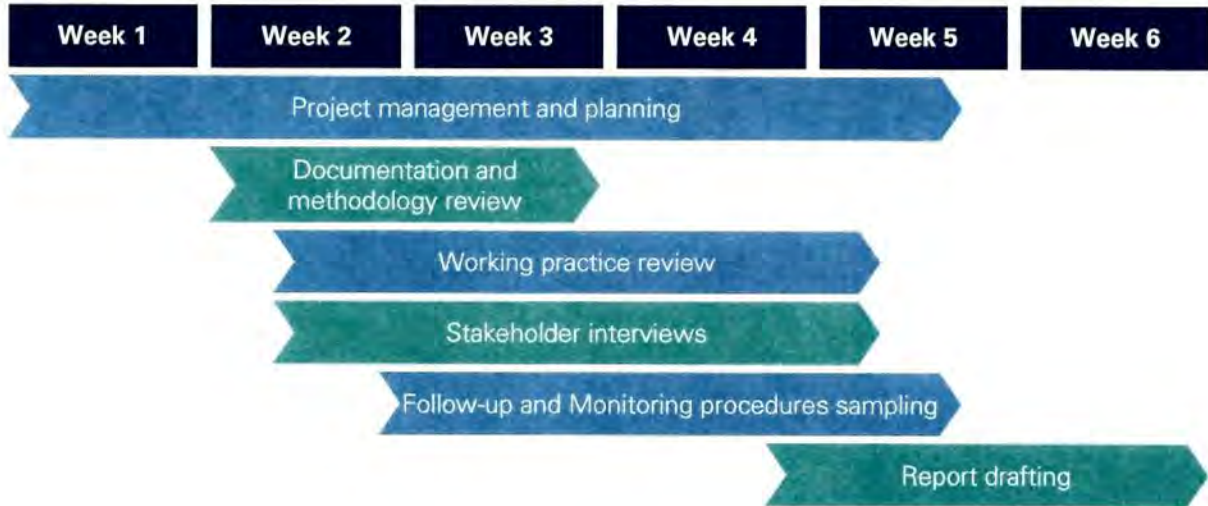 Week 1
Week 2
Week 3
Week 4
Week 5
Week 6
Project management and planning
Documentation and
methodology review
Working practice review
Stakeholder interviews
Follow-up and Monitoring procedures sampling
Report drafting